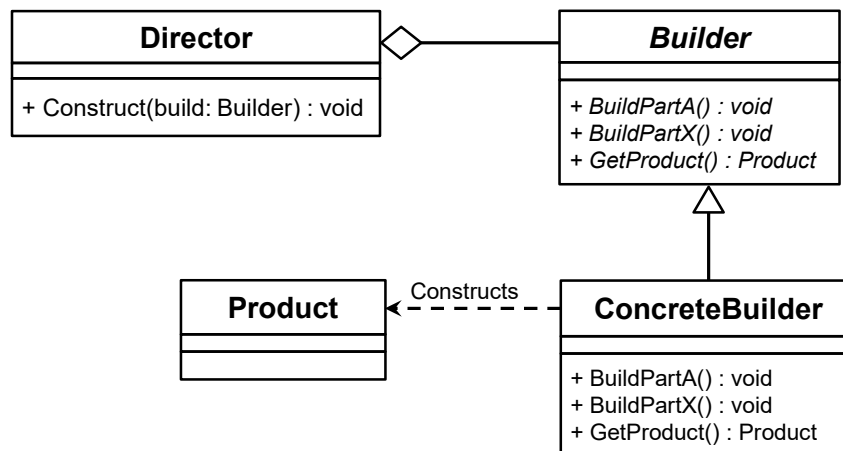 Director
+ Construct(build: Builder) : void
Builder
+ BuildPartA() : void
+ BuildPartX() : void
+ GetProduct() : Product
Product
Constructs
ConcreteBuilder
+ BuildPartA() : void
+ BuildPartX() : void
+ GetProduct() : Product